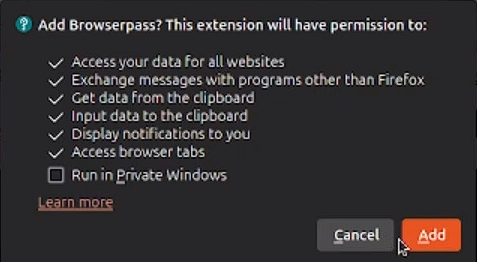 Add Browserpass? This extension will have permission to:
Access your data for all websites
Exchange messages with programs other than Firefox
Get data from the clipboard
Input data to the clipboard
Display notifications to you
Access browser tabs
Run in Private Windows
Learn more
Cancel Add